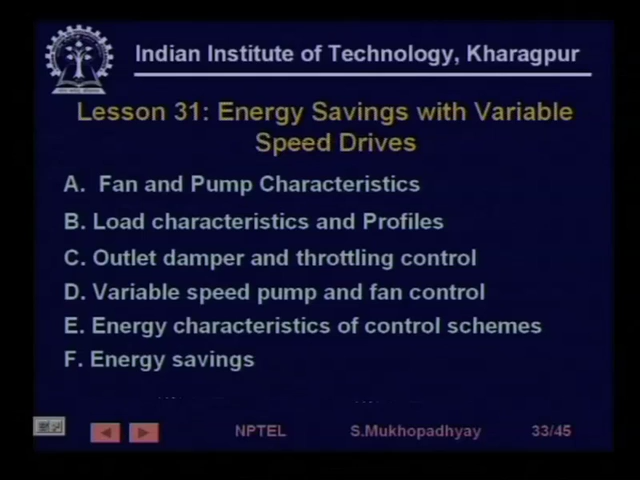 Indian Institute of Technology, Kharagpur
Lesson 31: Energy Savings with Variable
Speed Drives
A. Fan and Pump Characteristics
B. Load characteristics and Profiles
C. Outlet damper and throttling control
D. Variable speed pump and fan control
E. Energy characteristics of control schemes
F. Energy savings
NPTEL S.Mukhopadhyay 33/45